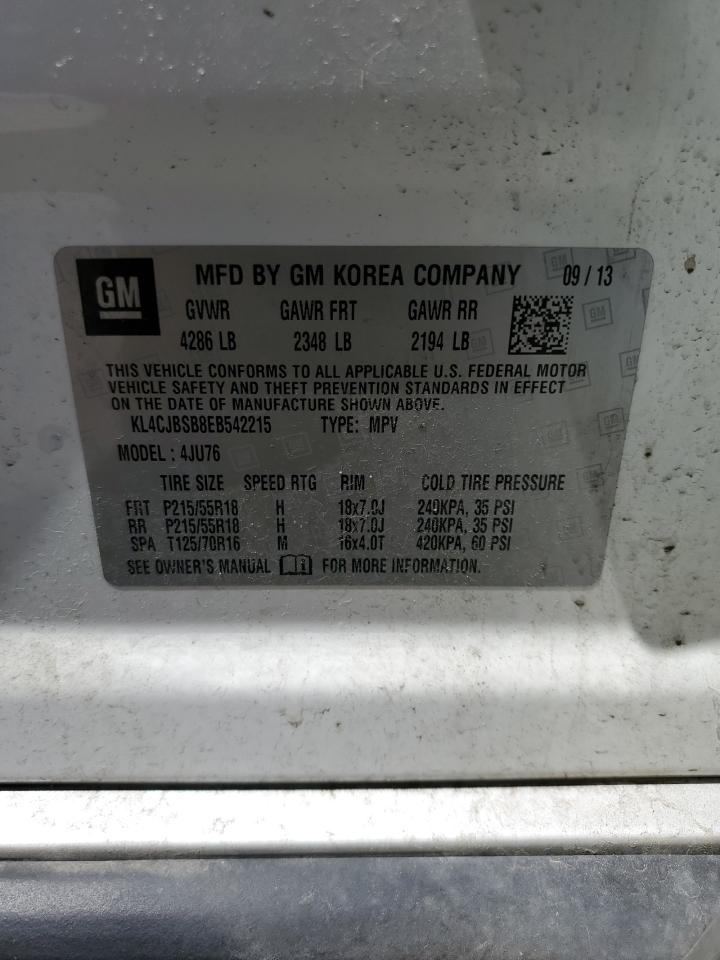 GM MFD BY GM KOREA COMPANY 09 / 13
GVWR GAWR FRT GAWR RR
4286 LB 2348 LB 2194 LB
THIS VEHICLE CONFORMS TO ALL APPLICABLE U.S. FEDERAL MOTOR
VEHICLE SAFETY AND THEFT PREVENTION STANDARDS IN EFFECT
ON THE DATE OF MANUFACTURE SHOWN ABOVE.
KL4CJBSB8EB542215 TYPE: MPV
MODEL : 4JU76
TIRE SIZE SPEED RTG RIM COLD TIRE PRESSURE
FRT P215/55R18 H 18x7.0J 240KPA, 35 PSI
RR P215/55R18 H 18x7.0J 240KPA, 35 PSI
SPA T125/70R16 M 16x4.0T 420KPA, 60 PSI
SEE OWNER'S MANUAL FOR MORE INFORMATION.